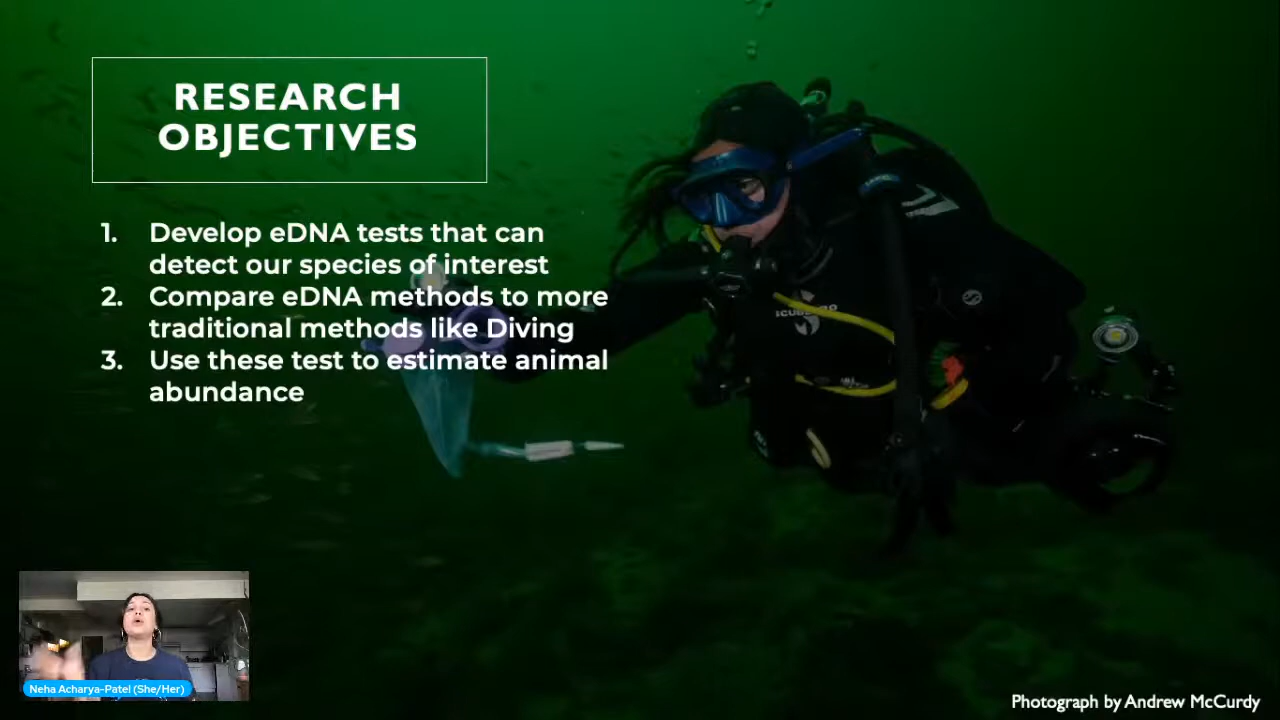 RESEARCH
OBJECTIVES
1. Develop eDNA tests that can
detect our species of interest
2. Compare eDNA methods to more
traditional methods like Diving
3. Use these test to estimate animal
abundance
Neha Acharya-Patel (She/Her)
Photograph by Andrew McCurdy